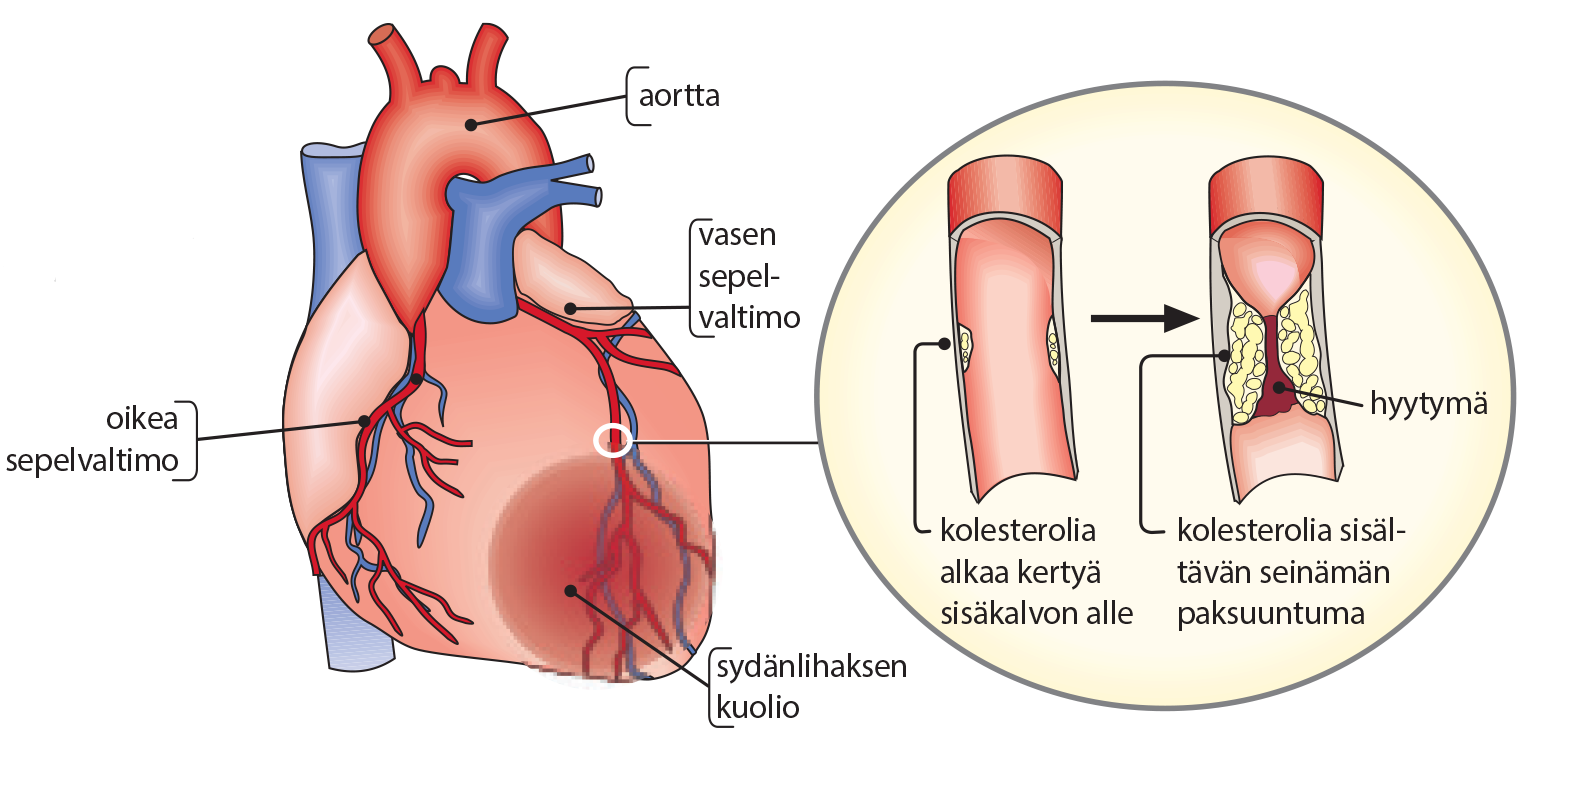 aortta
vasen
sepel-
valtimo
oikea
sepelvaltimo
sydänlihaksen
kuolio
kolesterolia
alkaa kertyä
sisäkalvon alle
kolesterolia sisäl-
tävän seinämän
paksuuntuma
hyytymä